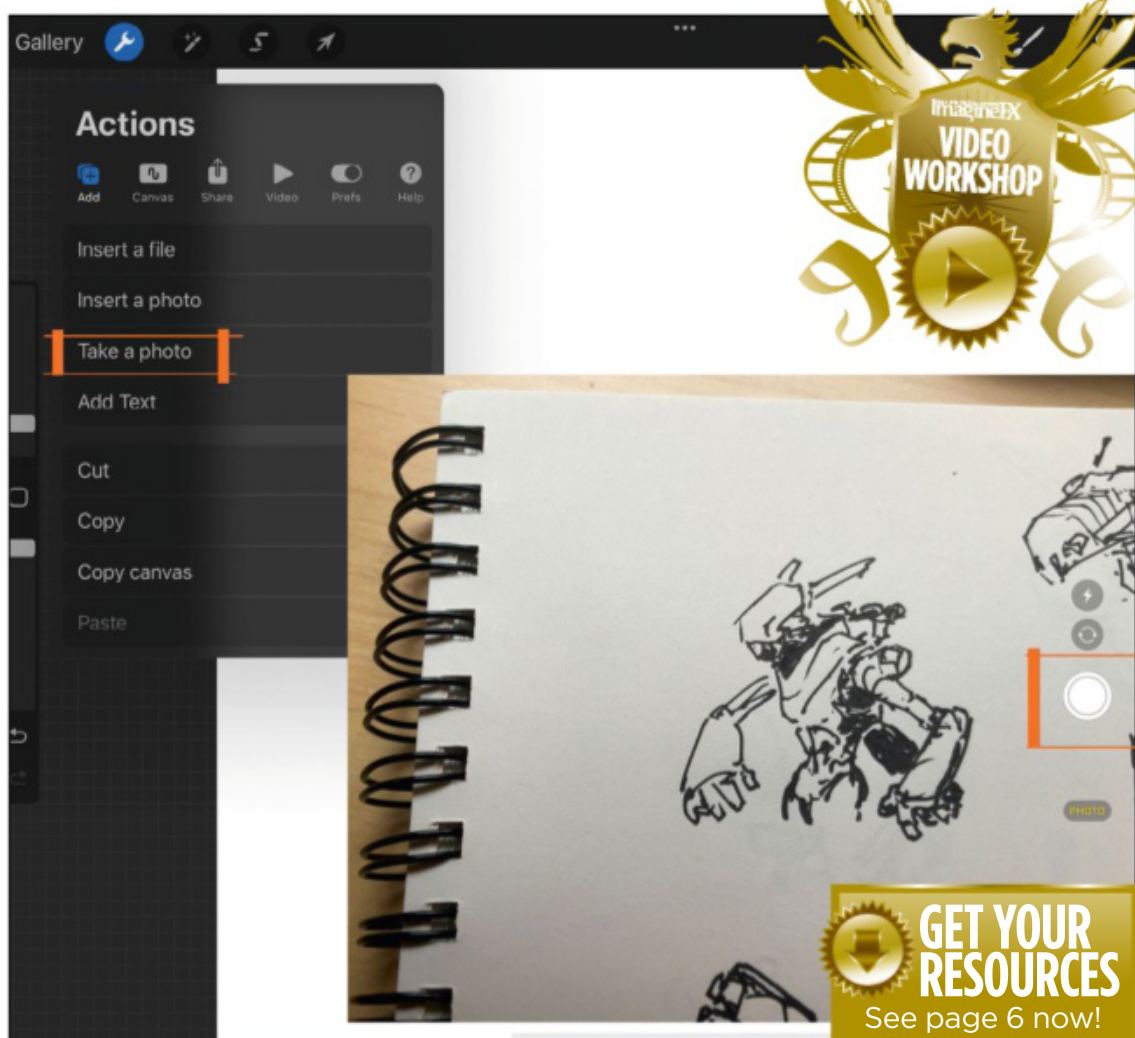 Gallery
Actions
Add Canvas Share Video Prefs Help
Insert a file
Insert a photo
Take a photo
Add Text
Cut
Copy
Copy canvas
Paste
ImagineFX
VIDEO
WORKSHOP
PHOTO
GET YOUR
RESOURCES
See page 6 now!